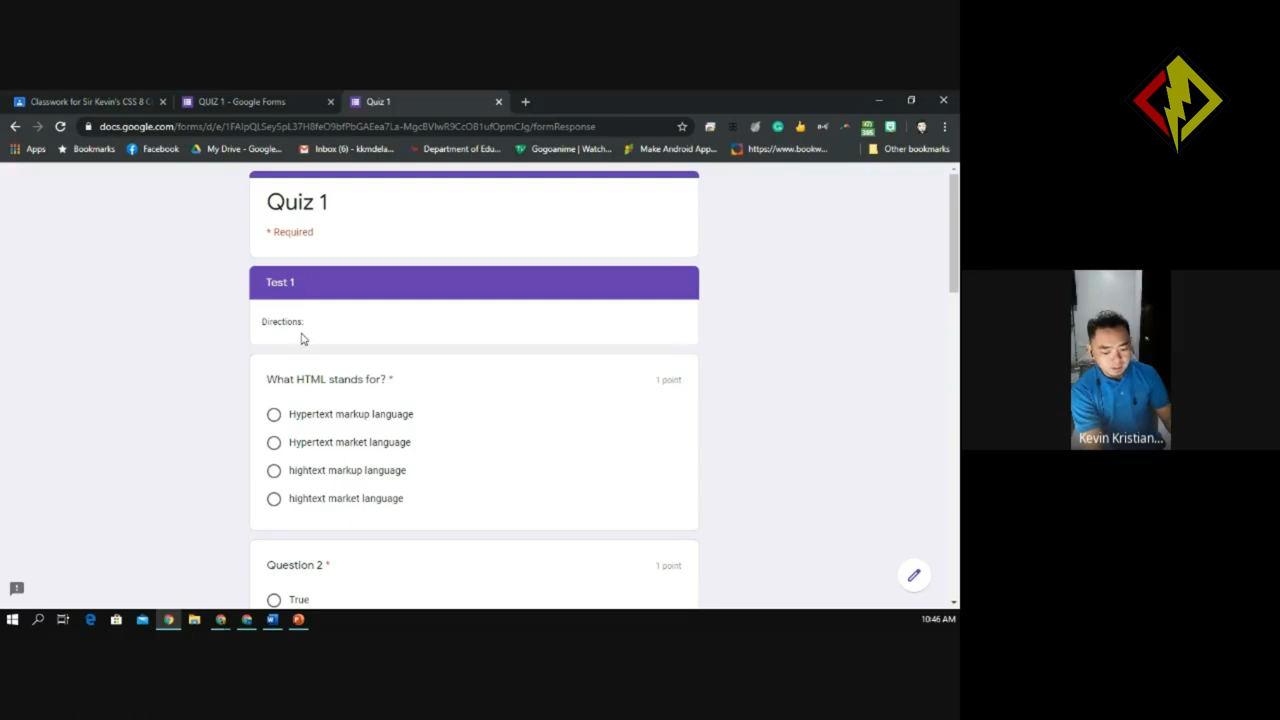 Classwork for Sir Kevin's CSS 8 C
QUIZ 1 - Google Forms
Quiz 1
docs.google.com/forms/d/e/
Apps
Bookmarks
Facebook
My Drive - Google...
Inbox (6) - kkmdela...
Department of Edu...
Gogoanime | Watch...
Make Android App...
https://www.bookw...
Other bookmarks
Quiz 1
* Required
Test 1
Directions:
What HTML stands for? *
1 point
Hypertext markup language
Hypertext market language
hightext markup language
hightext market language
Question 2 *
1 point
True
Kevin Kristian...
10:46 AM